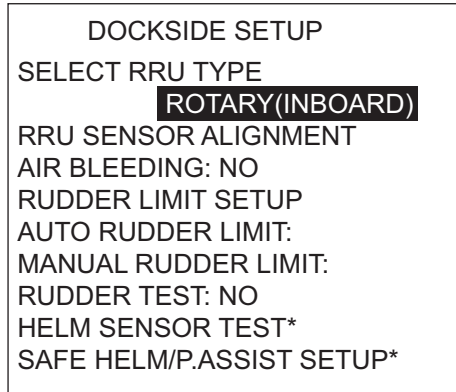 DOCKSIDE SETUP
SELECT RRU TYPE
ROTARY(INBOARD)
RRU SENSOR ALIGNMENT
AIR BLEEDING: NO
RUDDER LIMIT SETUP
AUTO RUDDER LIMIT:
MANUAL RUDDER LIMIT:
RUDDER TEST: NO
HELM SENSOR TEST*
SAFE HELM/P.ASSIST SETUP*